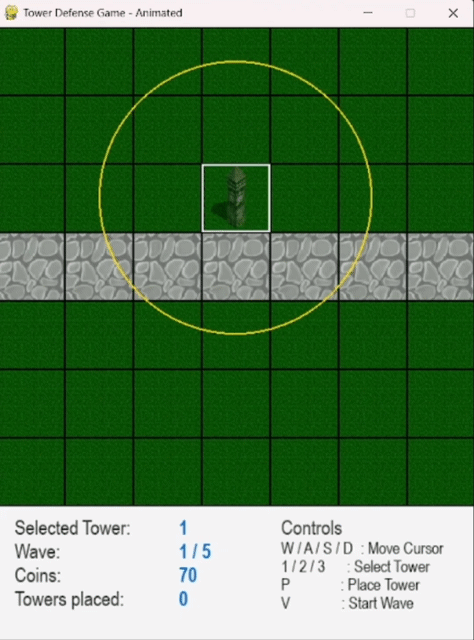 Tower Defense Game - Animated
Selected Tower: 1
Wave: 1 / 5
Coins: 70
Towers placed: 0
Controls
W / A / S / D : Move Cursor
1 / 2 / 3 : Select Tower
P : Place Tower
V : Start Wave